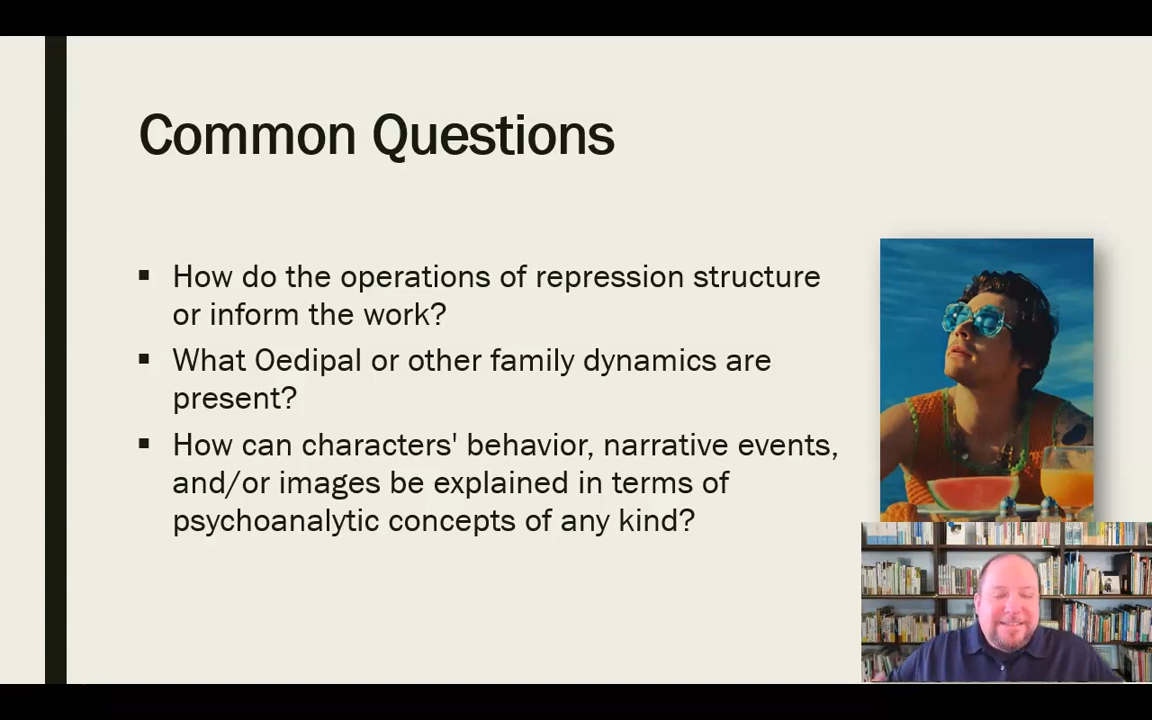 Common Questions
▪ How do the operations of repression structure
or inform the work?
▪ What Oedipal or other family dynamics are
present?
▪ How can characters' behavior, narrative events,
and/or images be explained in terms of
psychoanalytic concepts of any kind?